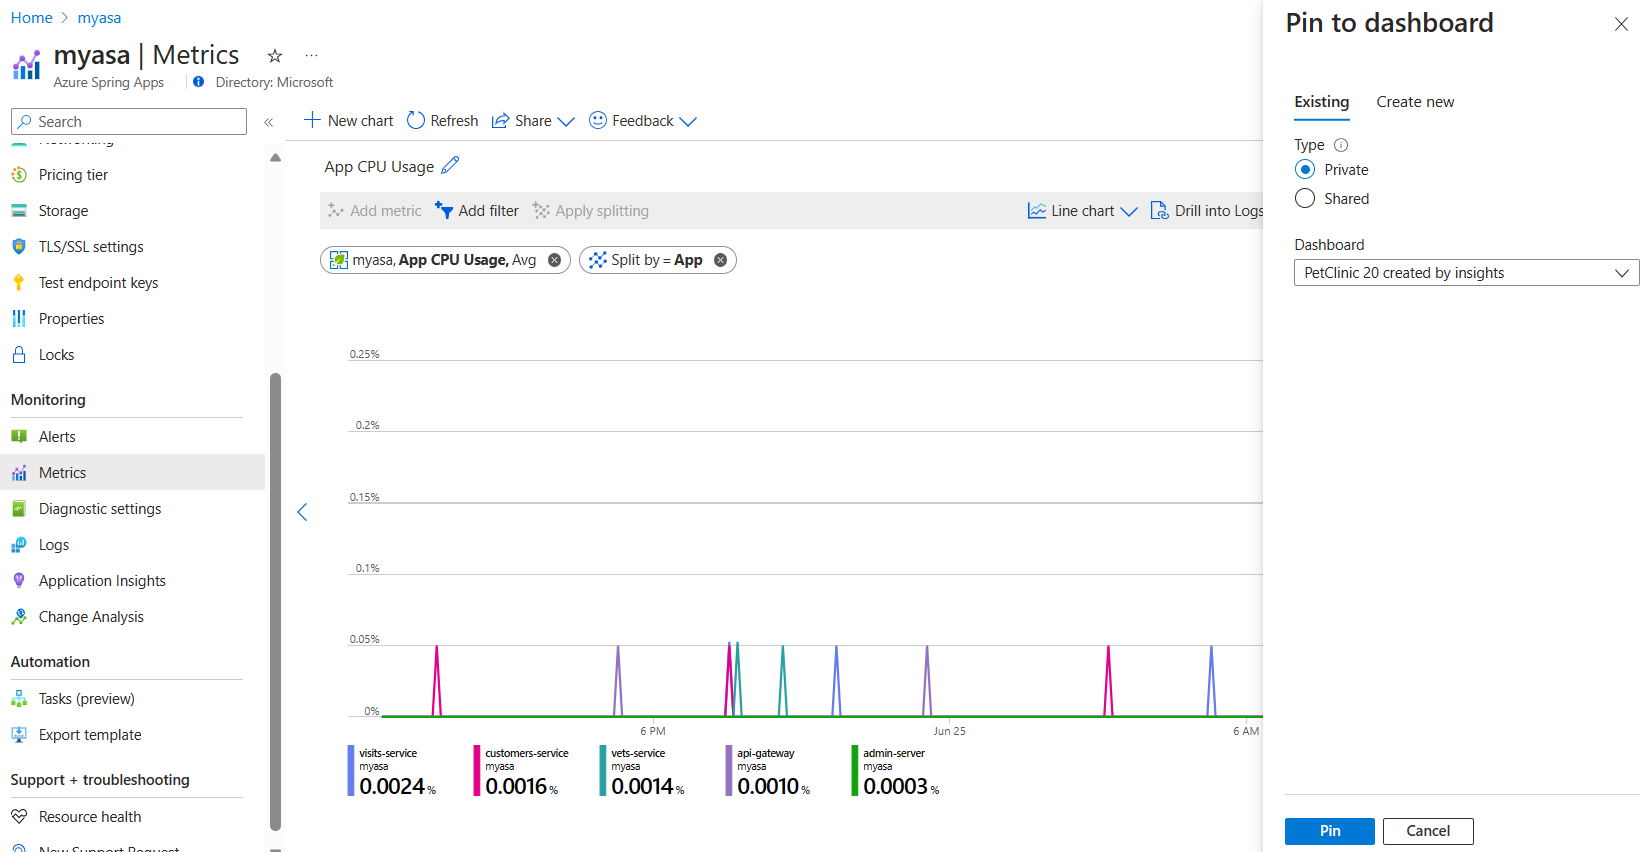 Home > myasa
myasa | Metrics ☆ ···
Azure Spring Apps | Directory: Microsoft
Search «
Networking
Pricing tier
Storage
TLS/SSL settings
Test endpoint keys
Properties
Locks
Monitoring
Alerts
Metrics
Diagnostic settings
Logs
Application Insights
Change Analysis
Automation
Tasks (preview)
Export template
Support + troubleshooting
Resource health
New Support Request
New chart Refresh Share Feedback
App CPU Usage
Add metric Add filter Apply splitting Line chart Drill into Logs
myasa, App CPU Usage, Avg Split by = App
0.25%
0.2%
0.15%
0.1%
0.05%
0%
6 PM Jun 25 6 AM
visits-service
myasa
0.0024 %
customers-service
myasa
0.0016 %
vets-service
myasa
0.0014 %
api-gateway
myasa
0.0010 %
admin-server
myasa
0.0003 %
Pin to dashboard
Existing Create new
Type
Private
Shared
Dashboard
PetClinic 20 created by insights
Pin Cancel